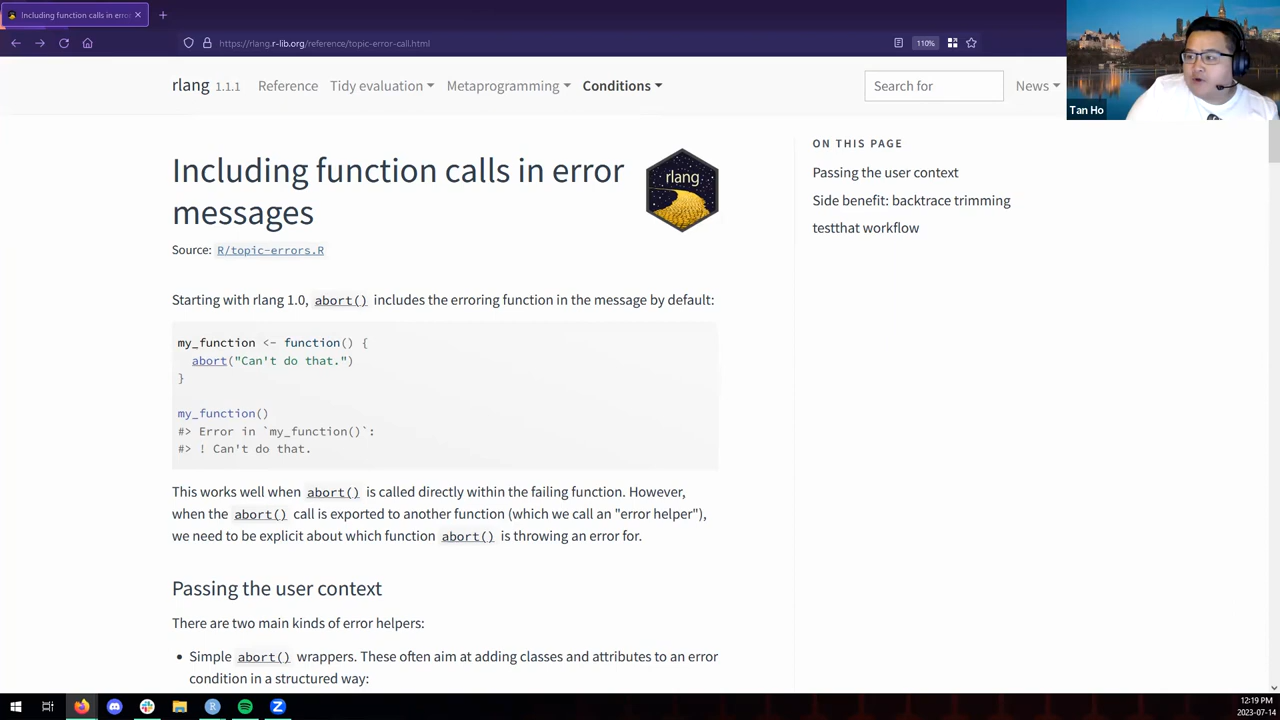 Including function calls in error
https://rlang.r-lib.org/reference/topic-error-call.html
110%
rlang 1.1.1 Reference Tidy evaluation Metaprogramming Conditions Search for News
Tan Ho
Including function calls in error
messages
rlang
Source: R/topic-errors.R
Starting with rlang 1.0, abort() includes the erroring function in the message by default:
my_function <- function() {
abort("Can't do that.")
}
my_function()
#> Error in `my_function()`:
#> ! Can't do that.
This works well when abort() is called directly within the failing function. However,
when the abort() call is exported to another function (which we call an "error helper"),
we need to be explicit about which function abort() is throwing an error for.
Passing the user context
There are two main kinds of error helpers:
• Simple abort() wrappers. These often aim at adding classes and attributes to an error
condition in a structured way:
ON THIS PAGE
Passing the user context
Side benefit: backtrace trimming
testthat workflow
12:19 PM
2023-07-14